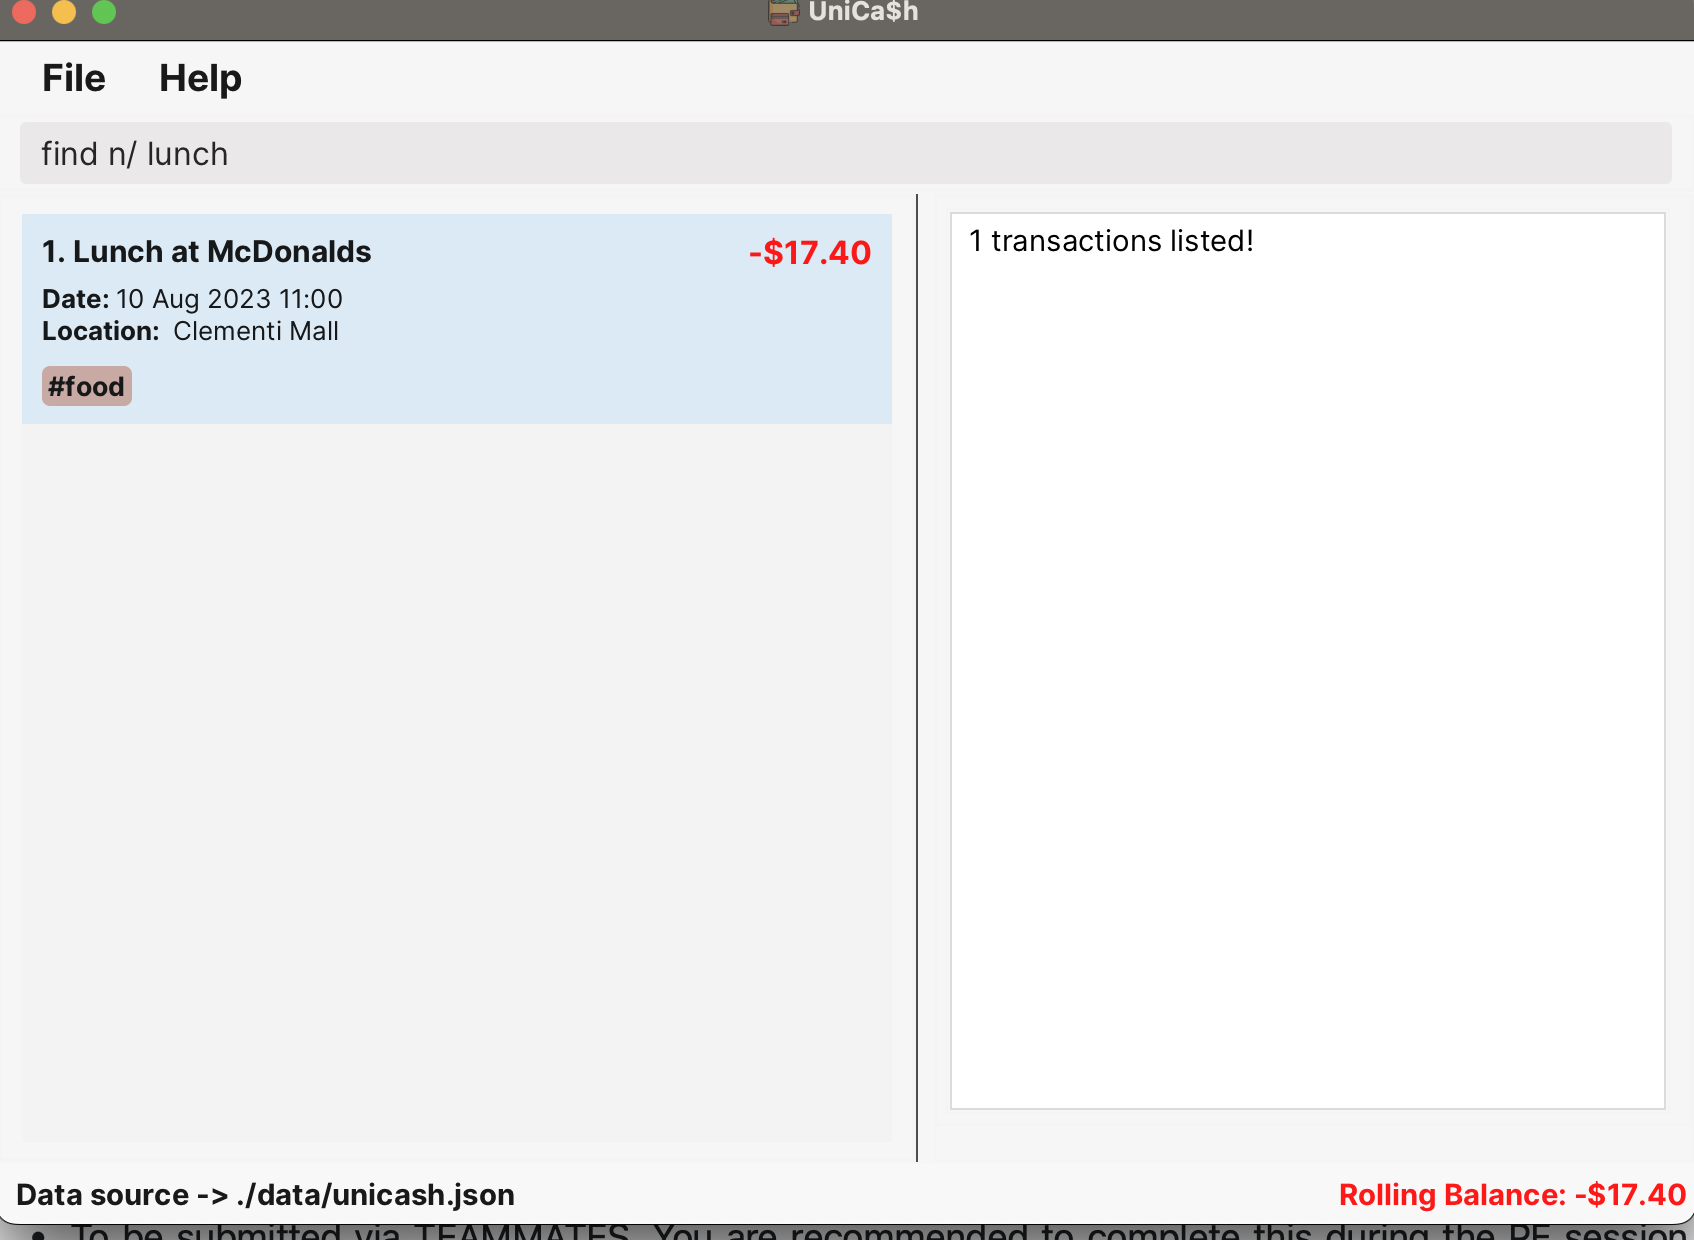 UniCa$h
File Help
find n/ lunch
1. Lunch at McDonalds -$17.40
Date: 10 Aug 2023 11:00
Location: Clementi Mall
#food
1 transactions listed!
Data source -> ./data/unicash.json
Rolling Balance: -$17.40
To be submitted via TEAMMATES. You are recommended to complete this during the PE session